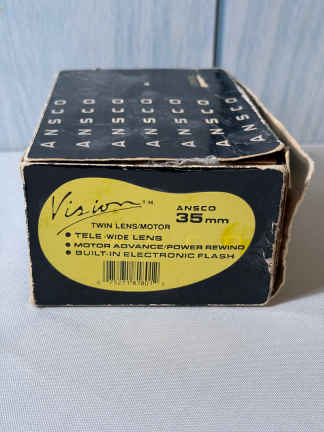 ANSCO ANSCO ANSCO ANSCO ANSCO ANSCO ANSCO
Vision™
TWIN LENS/MOTOR
ANSCO
35mm
• TELE-WIDE LENS
• MOTOR ADVANCE/POWER REWIND
• BUILT-IN ELECTRONIC FLASH